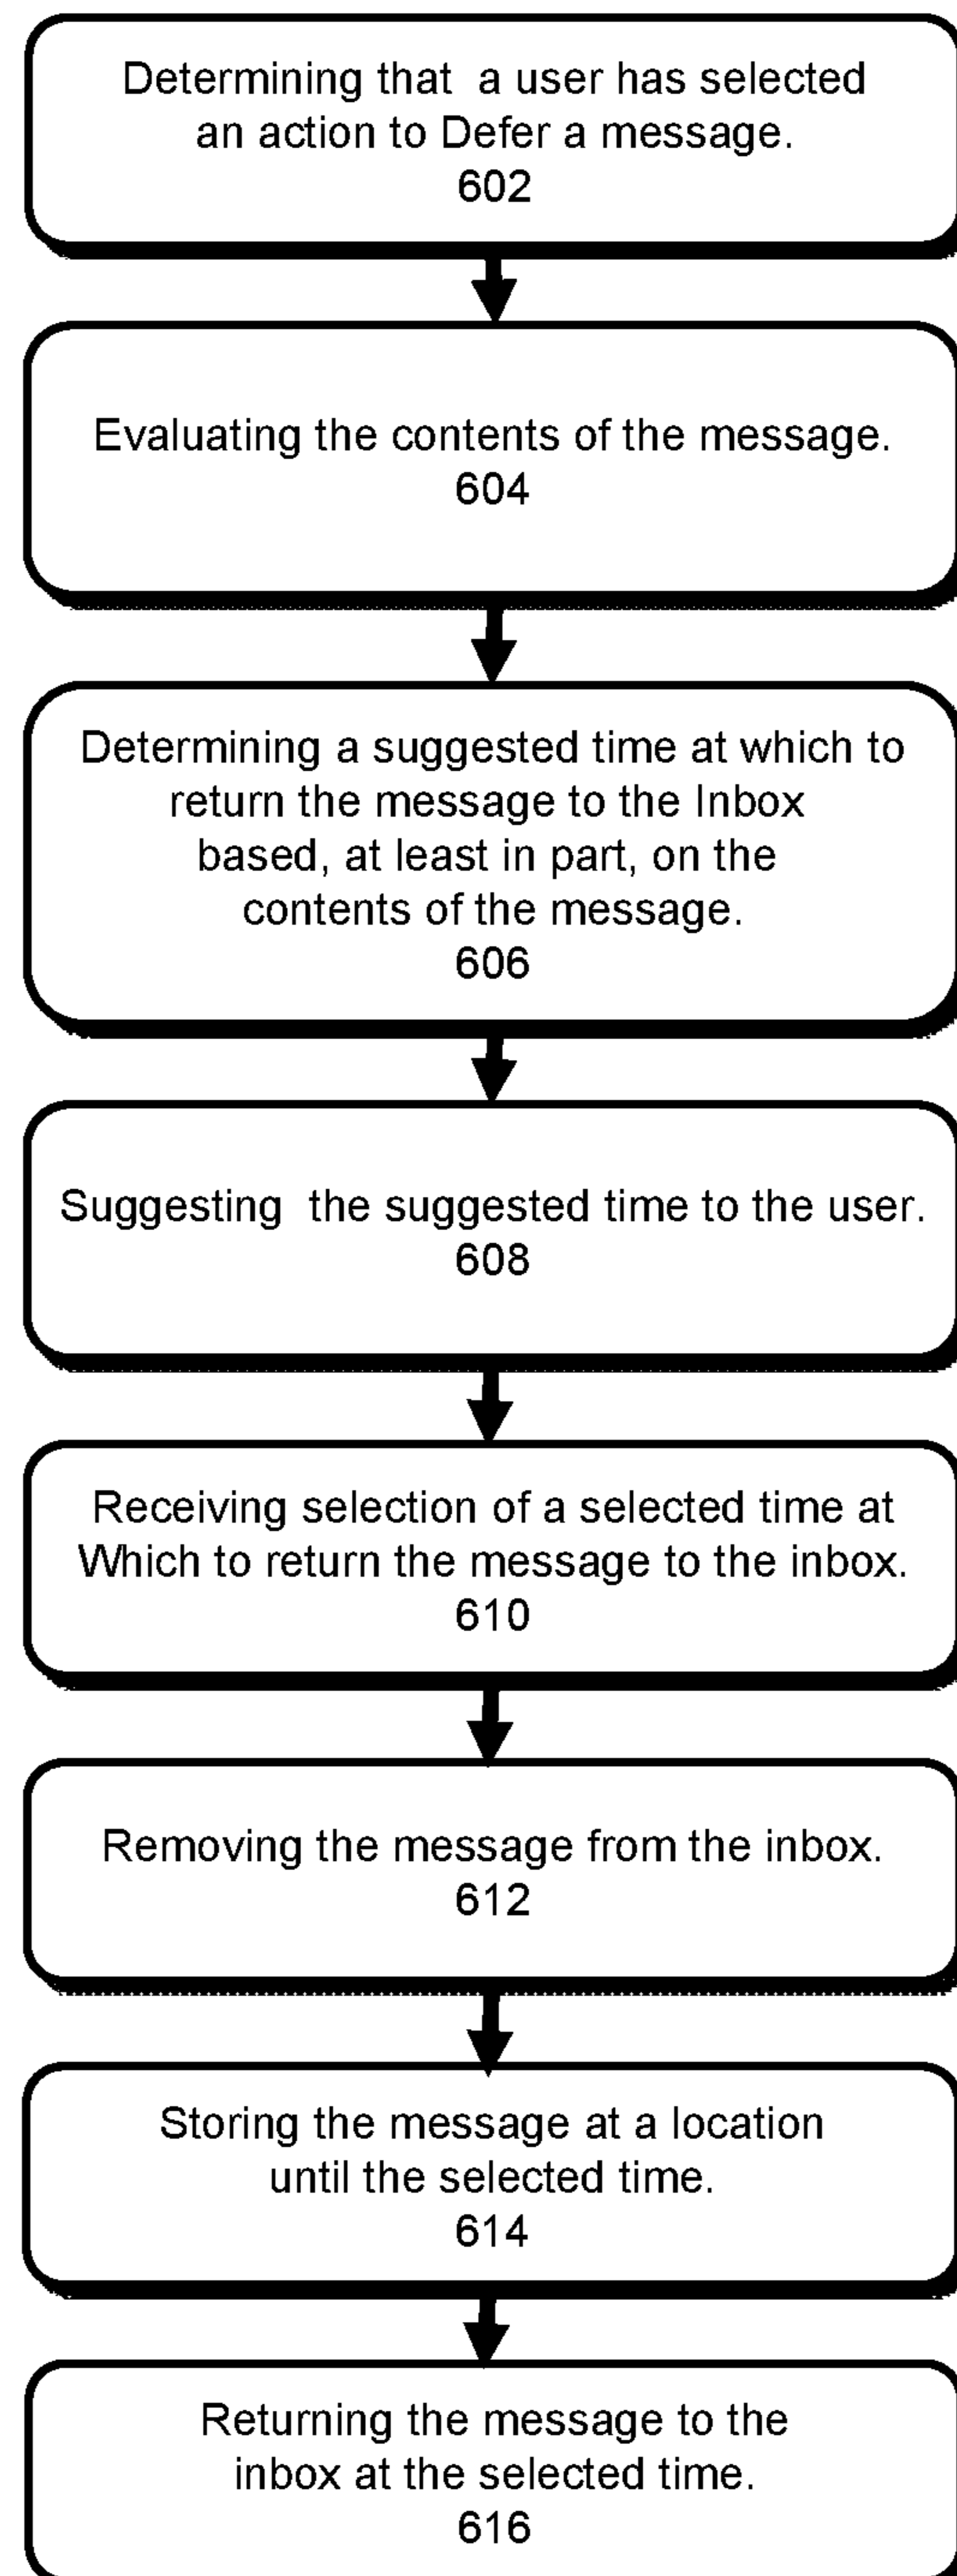 Determining that a user has selected
an action to Defer a message.
602
Evaluating the contents of the message.
604
Determining a suggested time at which to
return the message to the Inbox
based, at least in part, on the
contents of the message.
606
Suggesting the suggested time to the user.
608
Receiving selection of a selected time at
Which to return the message to the inbox.
610
Removing the message from the inbox.
612
Storing the message at a location
until the selected time.
614
Returning the message to the
inbox at the selected time.
616